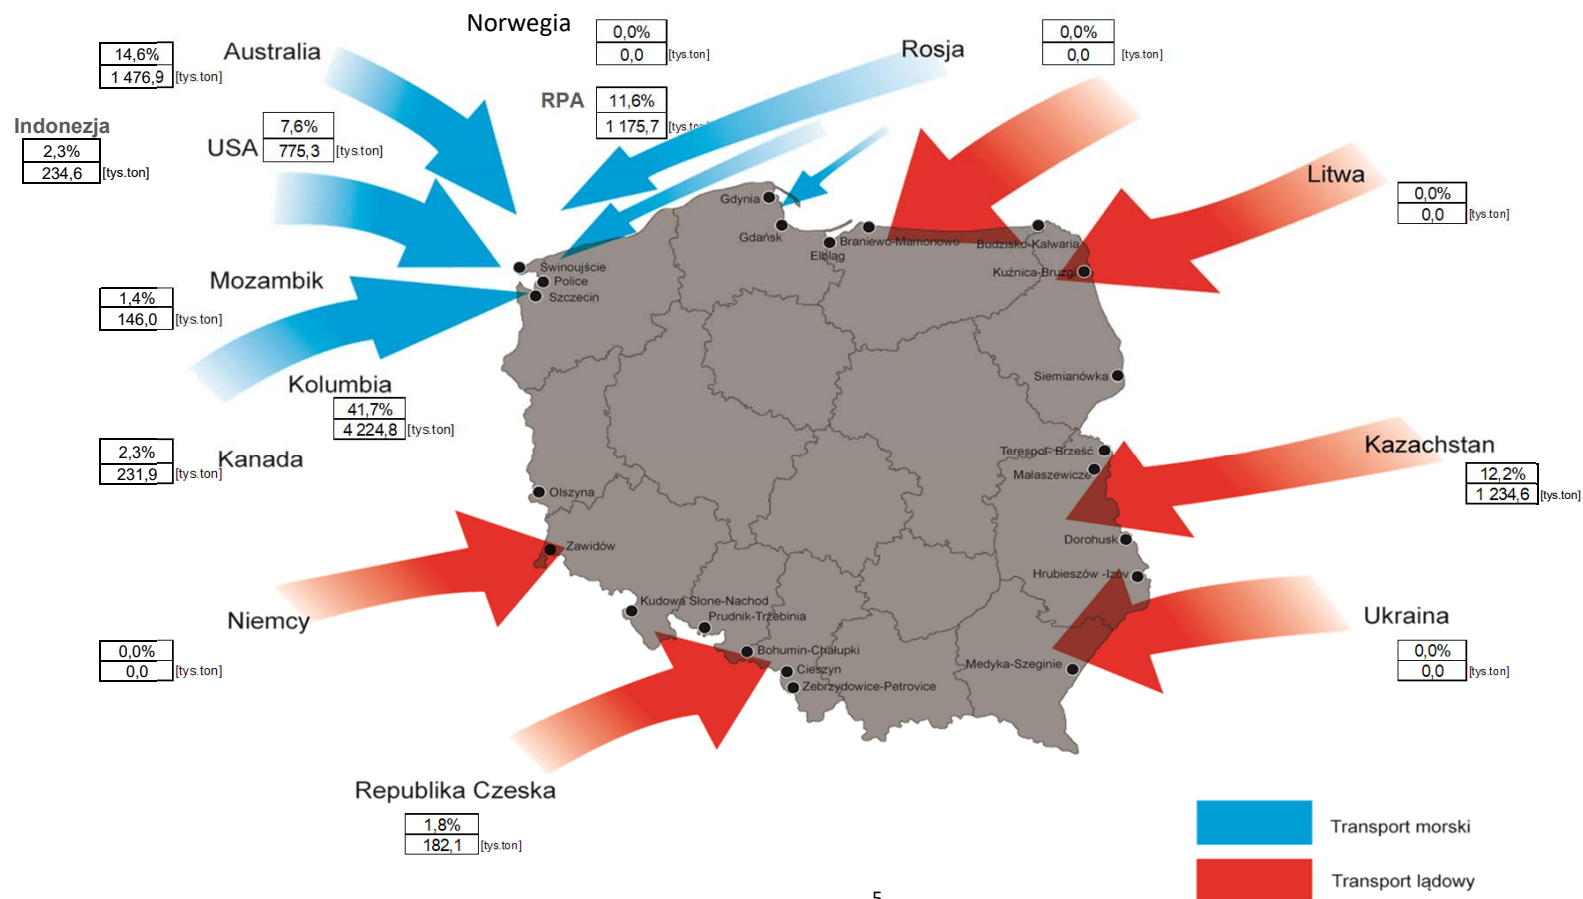 Norwegia
0,0%
0,0 [tys.ton]
Rosja
0,0%
0,0 [tys.ton]
Australia
14,6%
1 476,9 [tys.ton]
RPA
11,6%
1 175,7 [tys.ton]
Indonezja
2,3%
234,6 [tys.ton]
USA
7,6%
775,3 [tys.ton]
Litwa
0,0%
0,0 [tys.ton]
Mozambik
1,4%
146,0 [tys.ton]
Kolumbia
41,7%
4 224,8 [tys.ton]
Kanada
2,3%
231,9 [tys.ton]
Kazachstan
12,2%
1 234,6 [tys.ton]
Niemcy
0,0%
0,0 [tys.ton]
Ukraina
0,0%
0,0 [tys.ton]
Republika Czeska
1,8%
182,1 [tys.ton]
Gdynia
Gdańsk
Elbląg
Braniewo-Mamonowo
Budzisko-Kalwaria
Kuźnica-Bruzgi
Świnoujście
Police
Szczecin
Siemianówka
Terespol- Brześć
Małaszewicze
Olszyna
Dorohusk
Zawidów
Hrubieszów -Izov
Kudowa Słone-Nachod
Prudnik-Trzebinia
Bohumin-Chałupki
Cieszyn
Zebrzydowice-Petrovice
Medyka-Szeginie
Transport morski
Transport lądowy
5